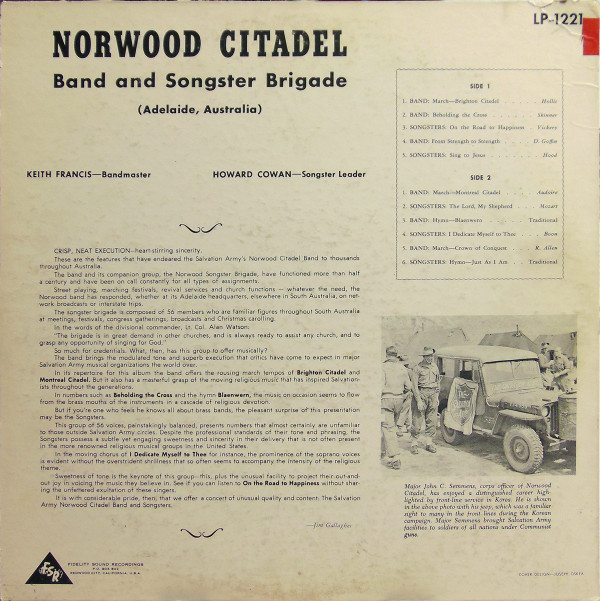 LP-1221
NORWOOD CITADEL
Band and Songster Brigade
(Adelaide, Australia)
KEITH FRANCIS—Bandmaster
HOWARD COWAN—Songster Leader
SIDE 1
1. BAND: March—Brighton Citadel . . . . . Hollis
2. BAND: Beholding the Cross . . . . . Skinner
3. SONGSTERS: On the Road to Happiness . Vickery
4. BAND: From Strength to Strength . . . . D. Goffin
5. SONGSTERS: Sing to Jesus . . . . . Hood
SIDE 2
1. BAND: March—Montreal Citadel . . . Audoire
2. SONGSTERS: The Lord, My Shepherd . . Mozart
3. BAND: Hymn—Blaenwern . . . . Traditional
4. SONGSTERS: I Dedicate Myself to Thee . . Boon
5. BAND: March—Crown of Conquest . . R. Allen
6. SONGSTERS: Hymn—Just As I Am . . Traditional
CRISP, NEAT EXECUTION—heart-stirring sincerity.
These are the features that have endeared the Salvation Army's Norwood Citadel Band to thousands
throughout Australia.
The band and its companion group, the Norwood Songster Brigade, have functioned more than half
a century and have been on call constantly for all types of assignments.
Street playing, marching festivals, revival services and church functions — whatever the need, the
Norwood band has responded, whether at its Adelaide headquarters, elsewhere in South Australia, on net-
work broadcasts or interstate trips.
The songster brigade is composed of 56 members who are familiar figures throughout South Australia
at meetings, festivals, congress gatherings, broadcasts and Christmas carolling.
In the words of the divisional commander, Lt. Col. Alan Watson:
"The brigade is in great demand in other churches, and is always ready to assist any church, and to
grasp any opportunity of singing for God."
So much for credentials. What, then, has this group to offer musically?
The band brings the modulated tone and superb execution that critics have come to expect in major
Salvation Army musical organizations the world over.
In its repertoire for this album the band offers the rousing march tempos of Brighton Citadel and
Montreal Citadel. But it also has a masterful grasp of the moving religious music that has inspired Salvation-
ists throughout the generations.
In numbers such as Beholding the Cross and the hymn Blaenwern, the music on occasion seems to flow
from the brass mouths of the instruments in a cascade of religious devotion.
But if you're one who feels he knows all about brass bands, the pleasant surprise of this presentation
may be the Songsters.
This group of 56 voices, painstakingly balanced, presents numbers that almost certainly are unfamiliar
to those outside Salvation Army circles. Despite the professional standards of their tone and phrasing, the
Songsters possess a subtle yet engaging sweetness and sincerity in their delivery that is not often present
in the more renowned religious musical groups in the United States.
In the moving chorus of I Dedicate Myself to Thee for instance, the prominence of the soprano voices
is evident without the overstrident shrillness that so often seems to accompany the intensity of the religious
theme.
Sweetness of tone is the keynote of this group—this, plus the unusual facility to project their out-and-
out joy in voicing the music they believe in. See if you can listen to On the Road to Happiness without shar-
ing the unfettered exultation of these singers.
It is with considerable pride, then, that we offer a concert of unusual quality and content: The Salvation
Army Norwood Citadel Band and Songsters.
—Jim Gallagher
Major John C. Semmens, corps officer of Norwood
Citadel, has enjoyed a distinguished career high-
lighted by front-line service in Korea. He is shown
in the above photo with his jeep, which was a familiar
sight to many in the front lines during the Korean
campaign. Major Semmens brought Salvation Army
facilities to soldiers of all nations under Communist
guns.
FSR
FIDELITY SOUND RECORDINGS
P.O. BOX 802
REDWOOD CITY, CALIFORNIA, U.S.A.
COVER DESIGN—JOSEPH